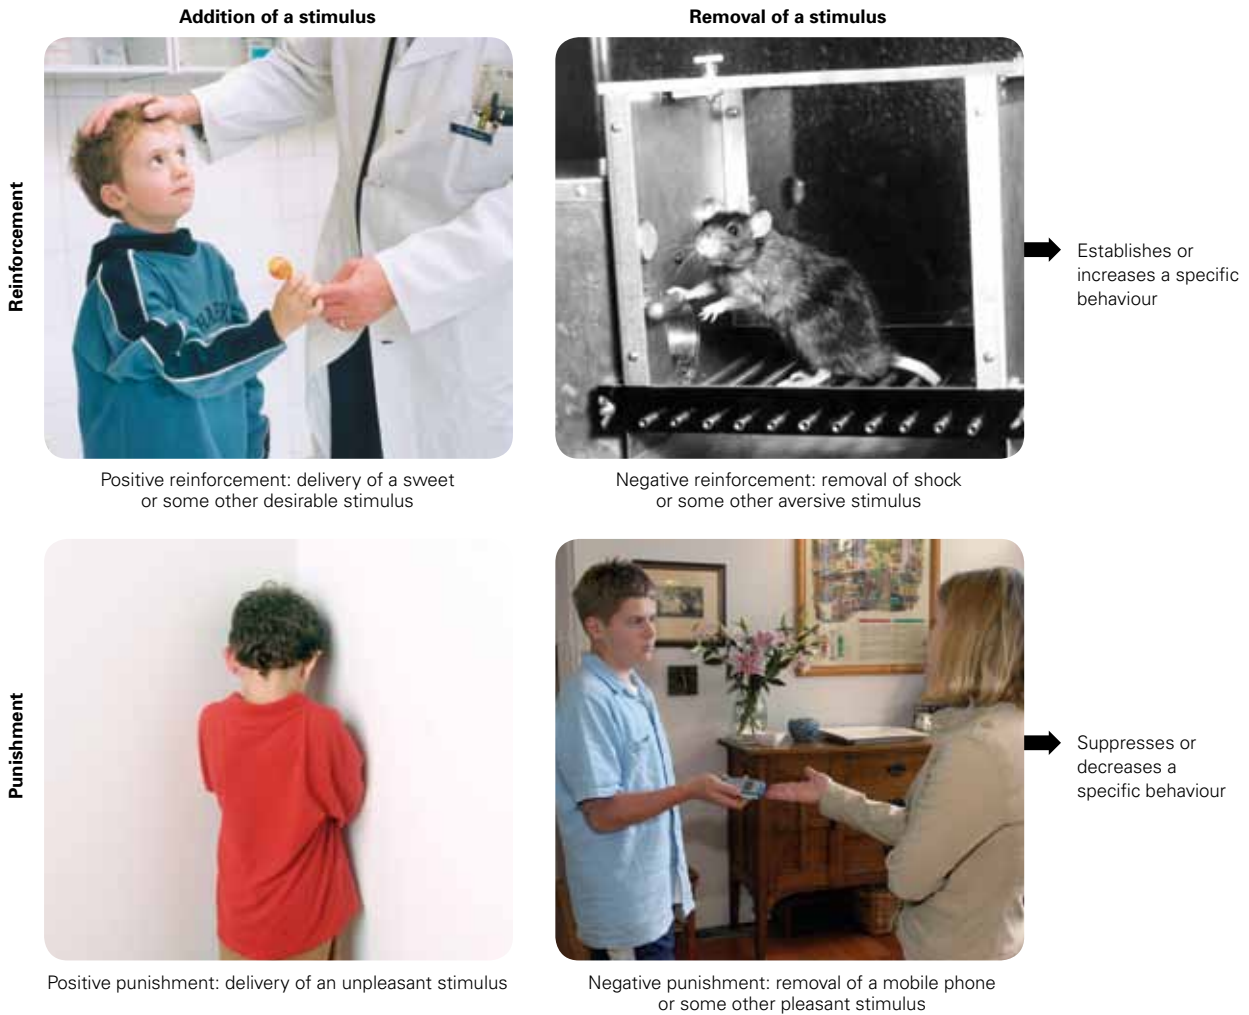 Addition of a stimulus
Removal of a stimulus
Reinforcement
Establishes or
increases a specific
behaviour
Positive reinforcement: delivery of a sweet
or some other desirable stimulus
Negative reinforcement: removal of shock
or some other aversive stimulus
Punishment
Suppresses or
decreases a
specific behaviour
Positive punishment: delivery of an unpleasant stimulus
Negative punishment: removal of a mobile phone
or some other pleasant stimulus